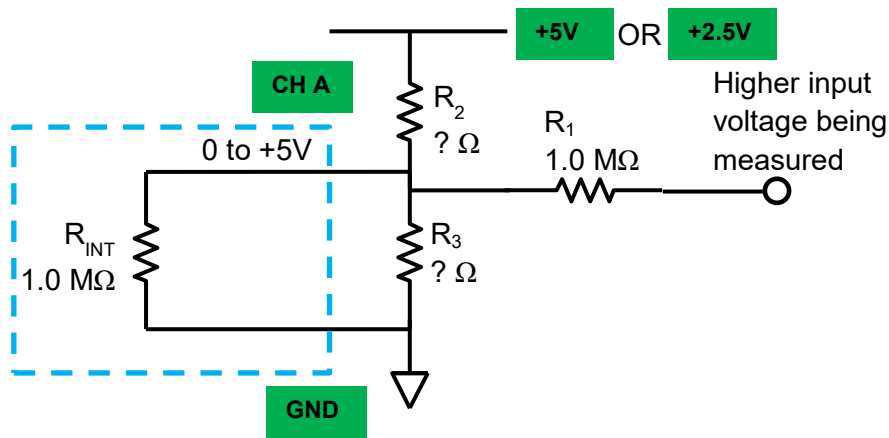 +5V OR +2.5V
CH A
R2
? Ω
R1
1.0 MΩ
Higher input
voltage being
measured
0 to +5V
RINT
1.0 MΩ
R3
? Ω
GND